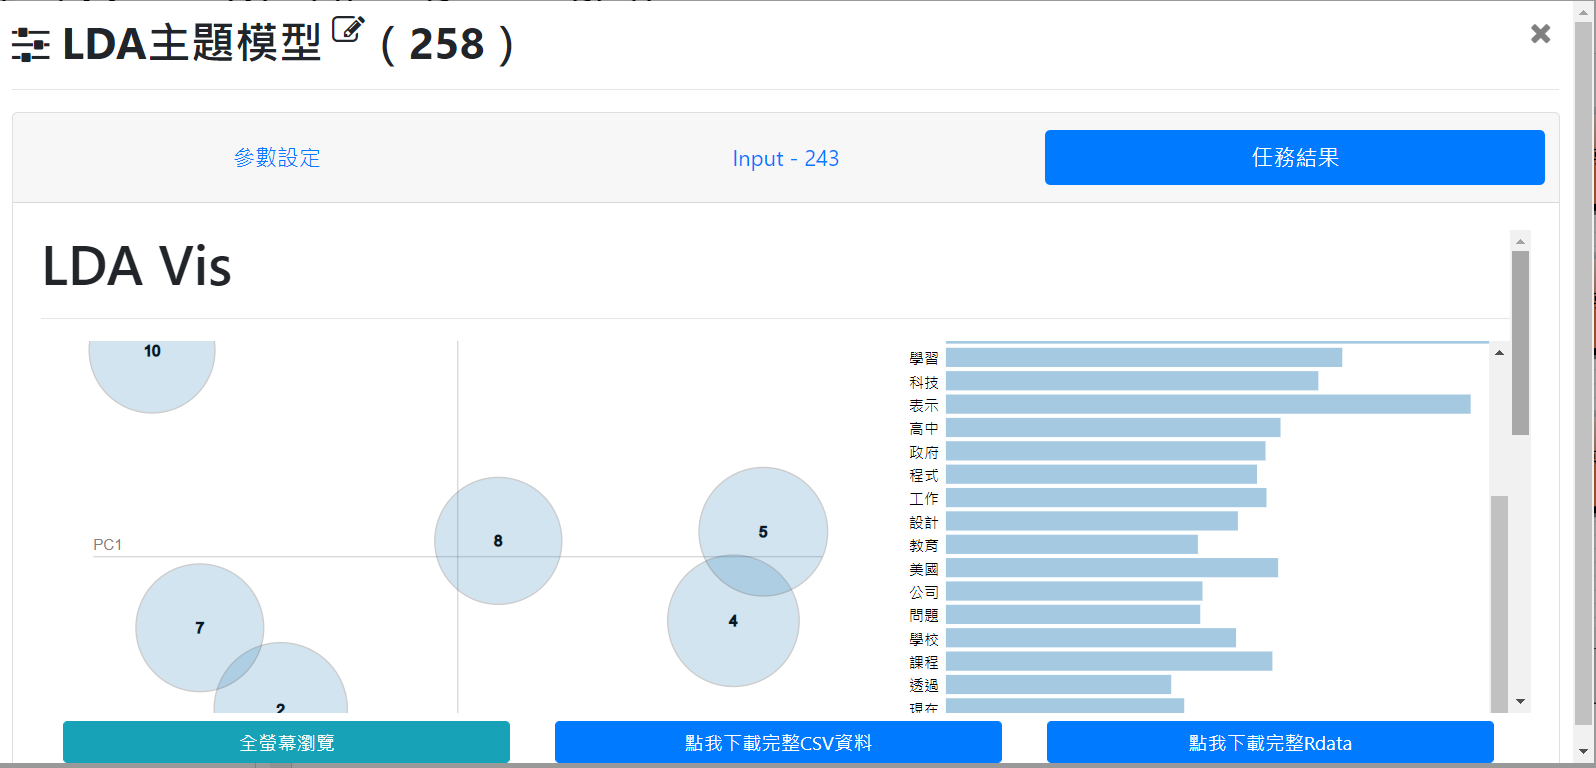 LDA主題模型 ( 258 )
參數設定
Input - 243
任務結果
LDA Vis
10
8
5
4
7
2
PC1
學習
科技
表示
高中
政府
程式
工作
設計
教育
美國
公司
問題
學校
課程
透過
現在
全螢幕瀏覽
點我下載完整CSV資料
點我下載完整Rdata